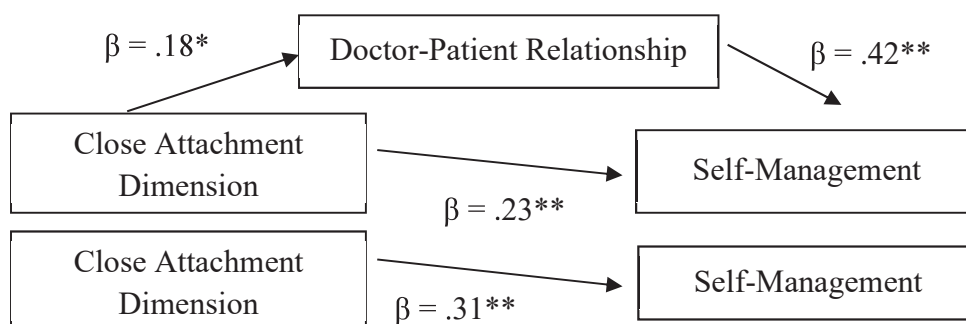 β = .18*
Doctor-Patient Relationship
β = .42**
Close Attachment
Dimension
Self-Management
β = .23**
Close Attachment
Dimension
Self-Management
β = .31**